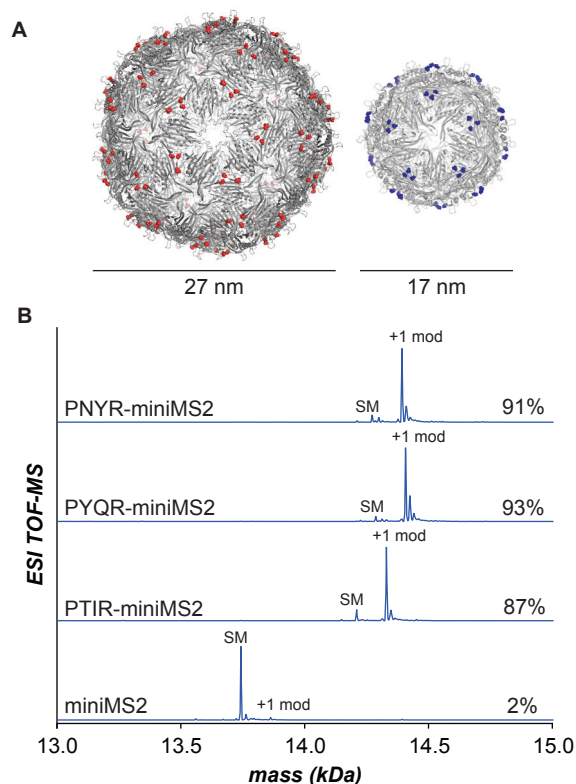 A
27 nm
17 nm
B
+1 mod
PNYR-miniMS2
SM
91%
+1 mod
PYQR-miniMS2
SM
93%
+1 mod
PTIR-miniMS2
SM
87%
SM
miniMS2
+1 mod
2%
ESI TOF-MS
13.0 13.5 14.0 14.5 15.0
mass (kDa)